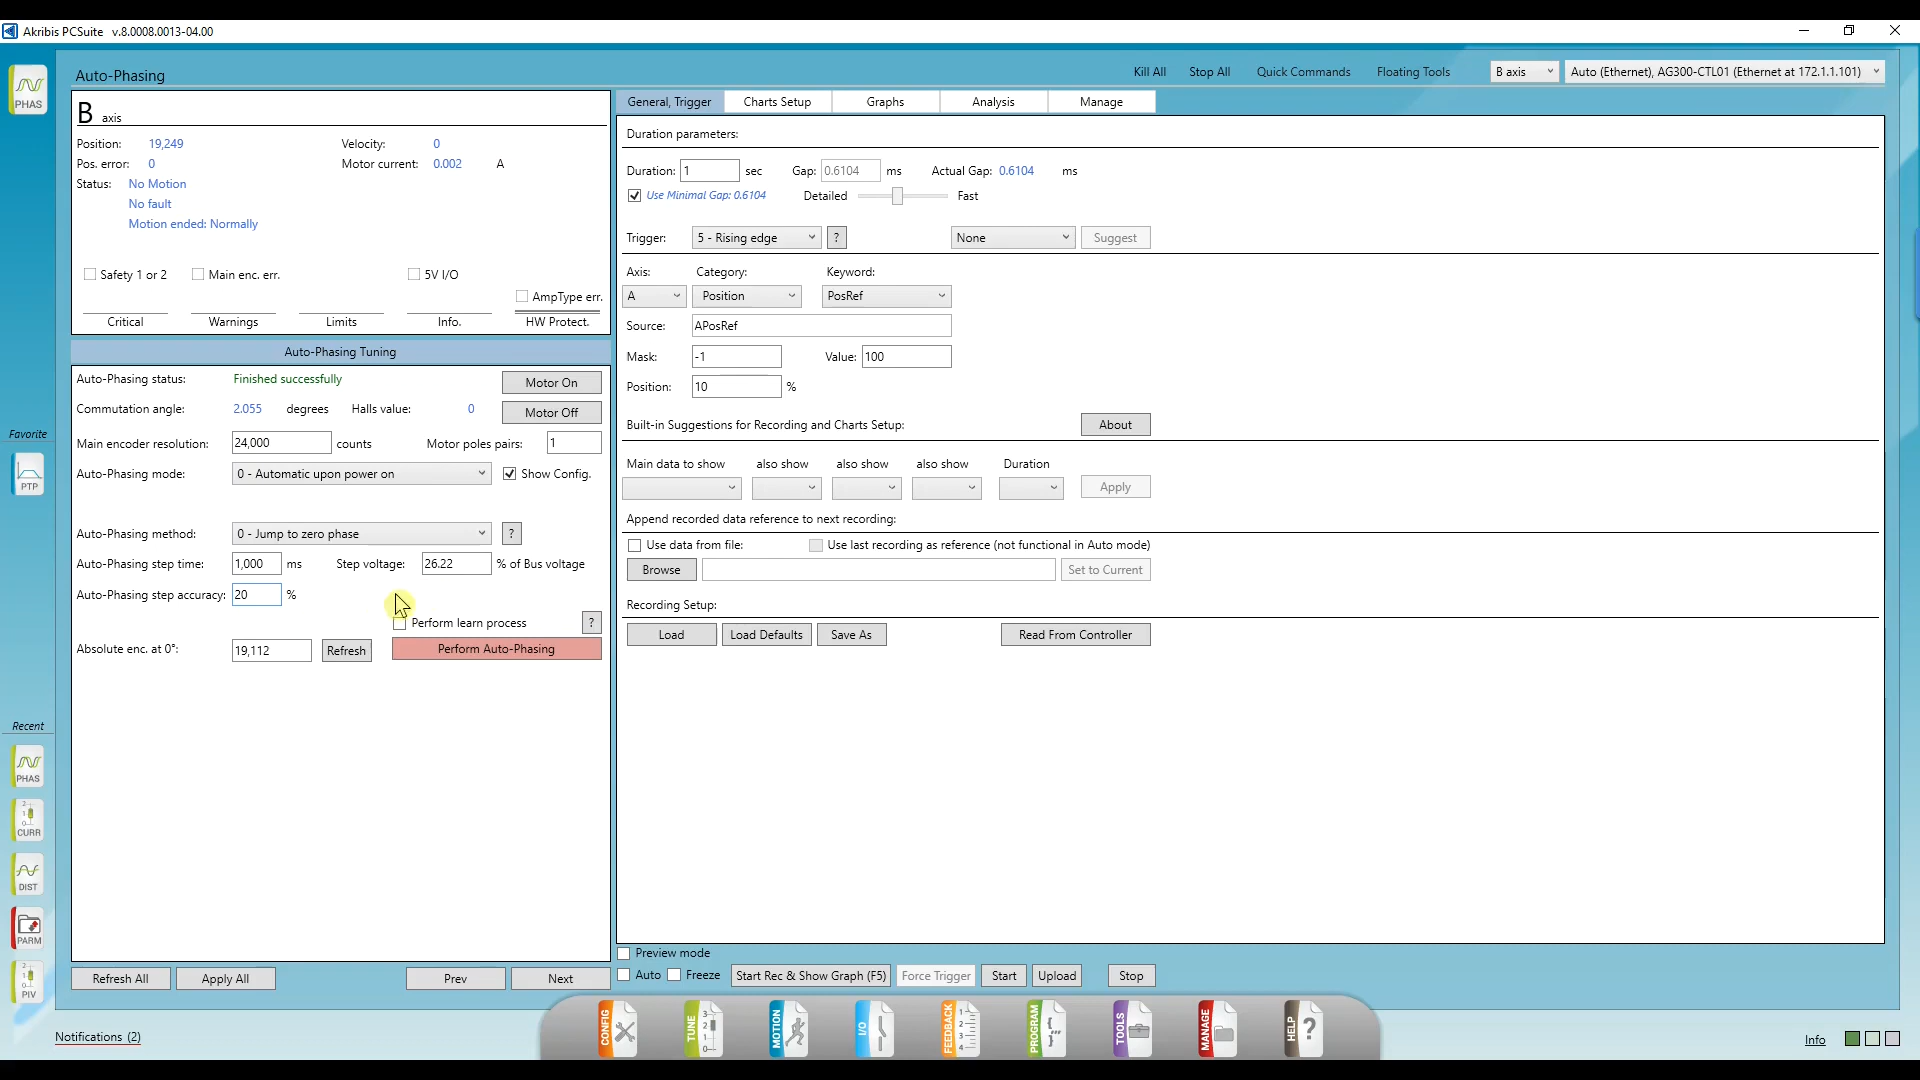 Akribis PCSuite v.8.0008.0013-04.00
Auto-Phasing
Kill All Stop All Quick Commands Floating Tools B axis Auto (Ethernet), AG300-CTL01 (Ethernet at 172.1.1.101)
PHAS
B axis
Position: 19,249 Velocity: 0
Pos. error: 0 Motor current: 0.002 A
Status: No Motion
No fault
Motion ended: Normally
Safety 1 or 2 Main enc. err. 5V I/O
AmpType err.
Critical Warnings Limits Info. HW Protect.
Auto-Phasing Tuning
Auto-Phasing status: Finished successfully Motor On
Commutation angle: 2.055 degrees Halls value: 0 Motor Off
Main encoder resolution: 24,000 counts Motor poles pairs: 1
Auto-Phasing mode: 0 - Automatic upon power on Show Config.
Auto-Phasing method: 0 - Jump to zero phase ?
Auto-Phasing step time: 1,000 ms Step voltage: 26.22 % of Bus voltage
Auto-Phasing step accuracy: 20 %
Perform learn process ?
Absolute enc. at 0°: 19,112 Refresh Perform Auto-Phasing
Refresh All Apply All Prev Next
General, Trigger Charts Setup Graphs Analysis Manage
Duration parameters:
Duration: 1 sec Gap: 0.6104 ms Actual Gap: 0.6104 ms
Use Minimal Gap: 0.6104 Detailed Fast
Trigger: 5 - Rising edge ? None Suggest
Axis: Category: Keyword:
A Position PosRef
Source: APosRef
Mask: -1 Value: 100
Position: 10 %
Built-in Suggestions for Recording and Charts Setup: About
Main data to show also show also show also show Duration
Apply
Append recorded data reference to next recording:
Use data from file: Use last recording as reference (not functional in Auto mode)
Browse Set to Current
Recording Setup:
Load Load Defaults Save As Read From Controller
Preview mode
Auto Freeze Start Rec & Show Graph (F5) Force Trigger Start Upload Stop
Favorite
PTP
Recent
PHAS
2
1
0
CURR
DIST
PARM
2
1
0
PIV
CONFIG TUNE 3 2 1 0 MOTION I/O FEEDBACK 1 2 3 4 PROGRAM {...} TOOLS MANAGE HELP ?
Notifications (2)
Info